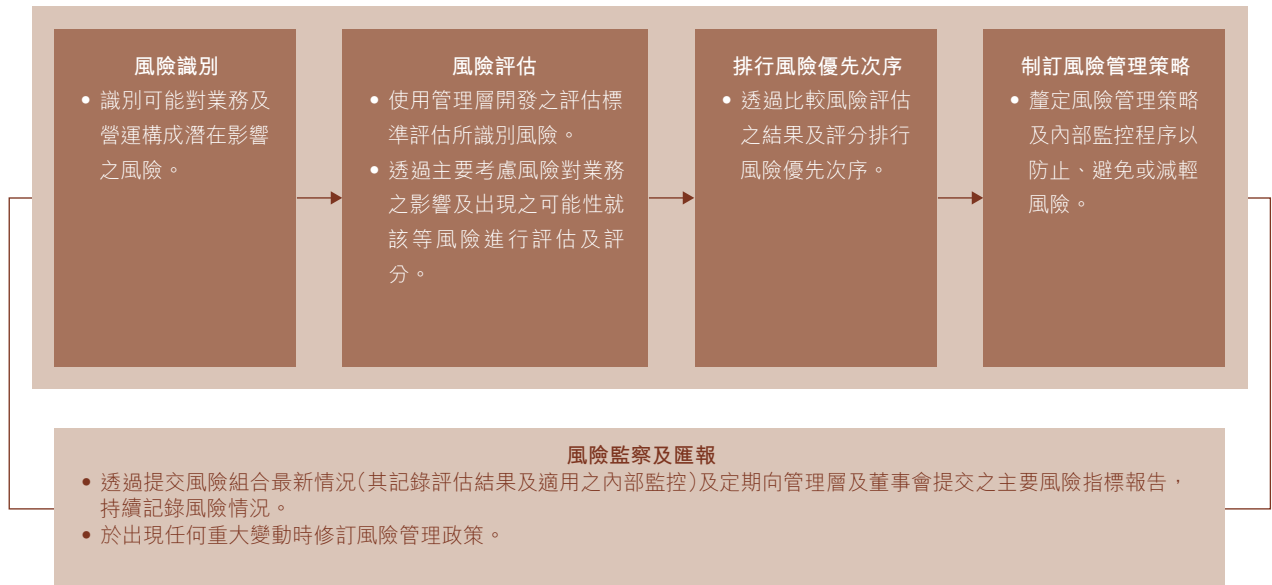 風險識別
• 識別可能對業務及
營運構成潛在影響
之風險。
風險評估
• 使用管理層開發之評估標
準評估所識別風險。
• 透過主要考慮風險對業務
之影響及出現之可能性就
該等風險進行評估及評
分。
排行風險優先次序
• 透過比較風險評估
之結果及評分排行
風險優先次序。
制訂風險管理策略
• 釐定風險管理策略
及內部監控程序以
防止、避免或減輕
風險。
風險監察及匯報
• 透過提交風險組合最新情況(其記錄評估結果及適用之內部監控)及定期向管理層及董事會提交之主要風險指標報告，
持續記錄風險情況。
• 於出現任何重大變動時修訂風險管理政策。